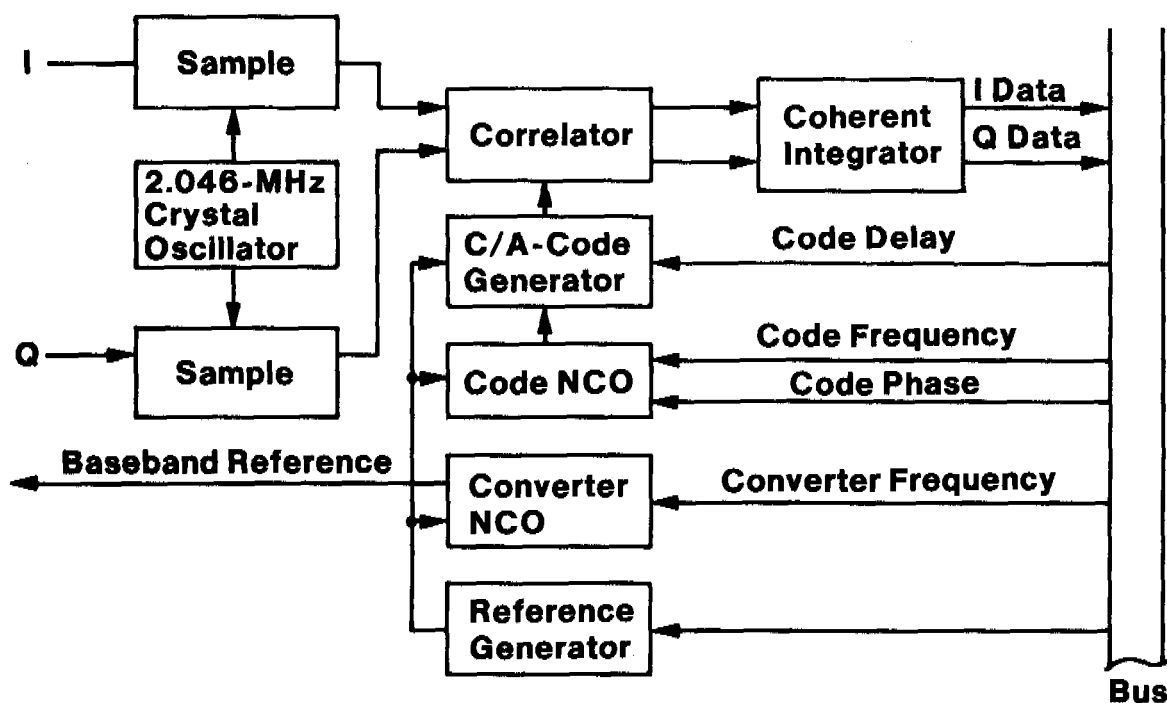 I
Sample
2.046-MHz
Crystal
Oscillator
Q
Sample
Correlator
Coherent
Integrator
I Data
Q Data
C/A-Code
Generator
Code Delay
Code NCO
Code Frequency
Code Phase
Baseband Reference
Converter
NCO
Converter Frequency
Reference
Generator
Bus